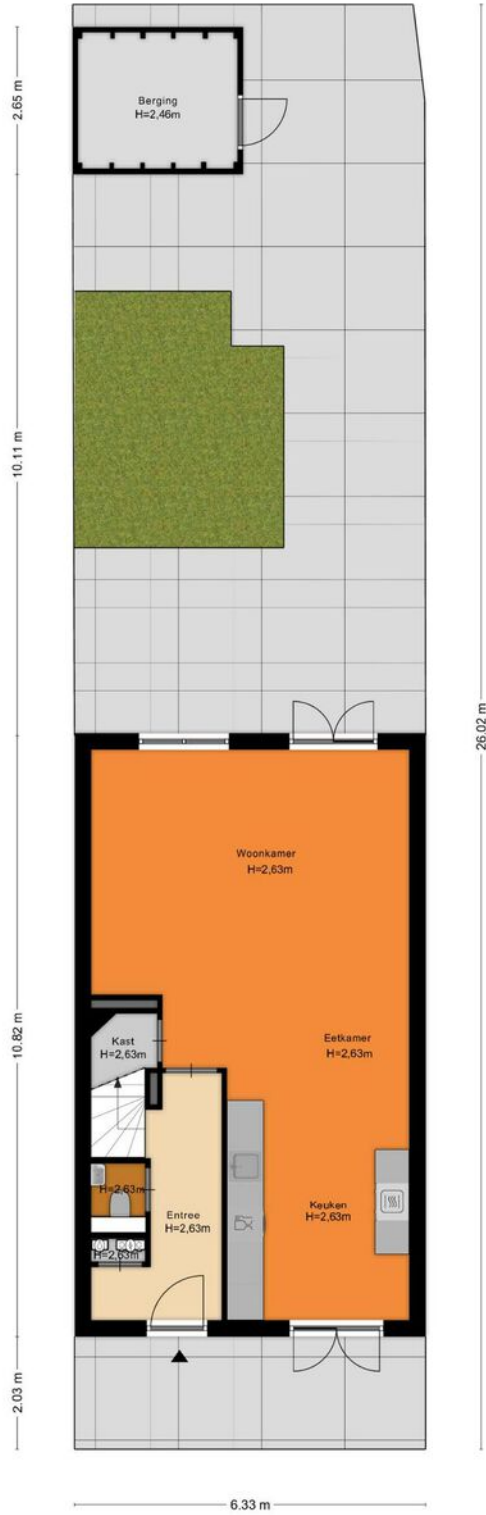 Berging
H=2,46m
2.65 m
10.11 m
26.02 m
Woonkamer
H=2,63m
Kast
H=2,63m
Eetkamer
H=2,63m
10.82 m
H=2,63m
Entree
H=2,63m
Keuken
H=2,63m
H=2,63m
2.03 m
6.33 m